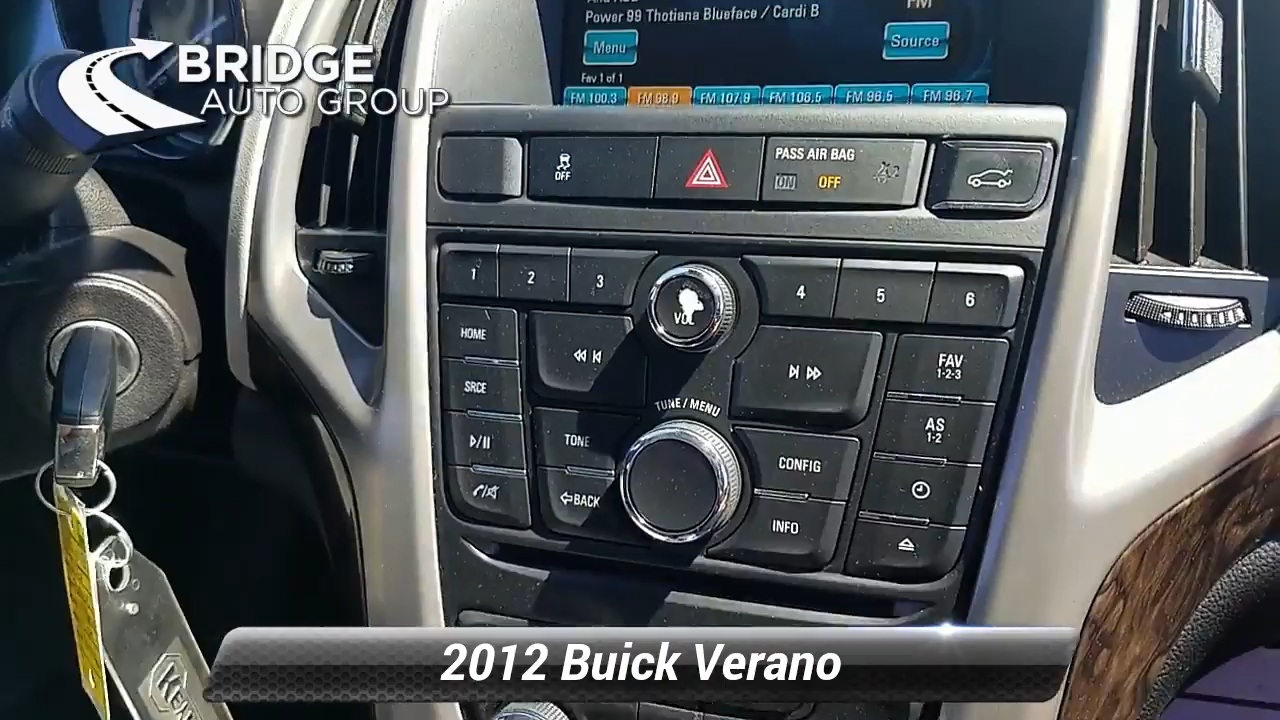 BRIDGE
AUTO GROUP
FM
Power 99 Thotiana Blueface / Cardi B
Menu
Source
Fav 1 of 1
FM 100.3 FM 98.9 FM 107.9 FM 106.5 FM 96.5 FM 96.7
OFF
PASS AIR BAG
ON OFF
1 2 3
4 5 6
VOL
HOME
SRCE
TUNE / MENU
FAV
1-2-3
AS
1-2
TONE
BACK
CONFIG
INFO
2012 Buick Verano